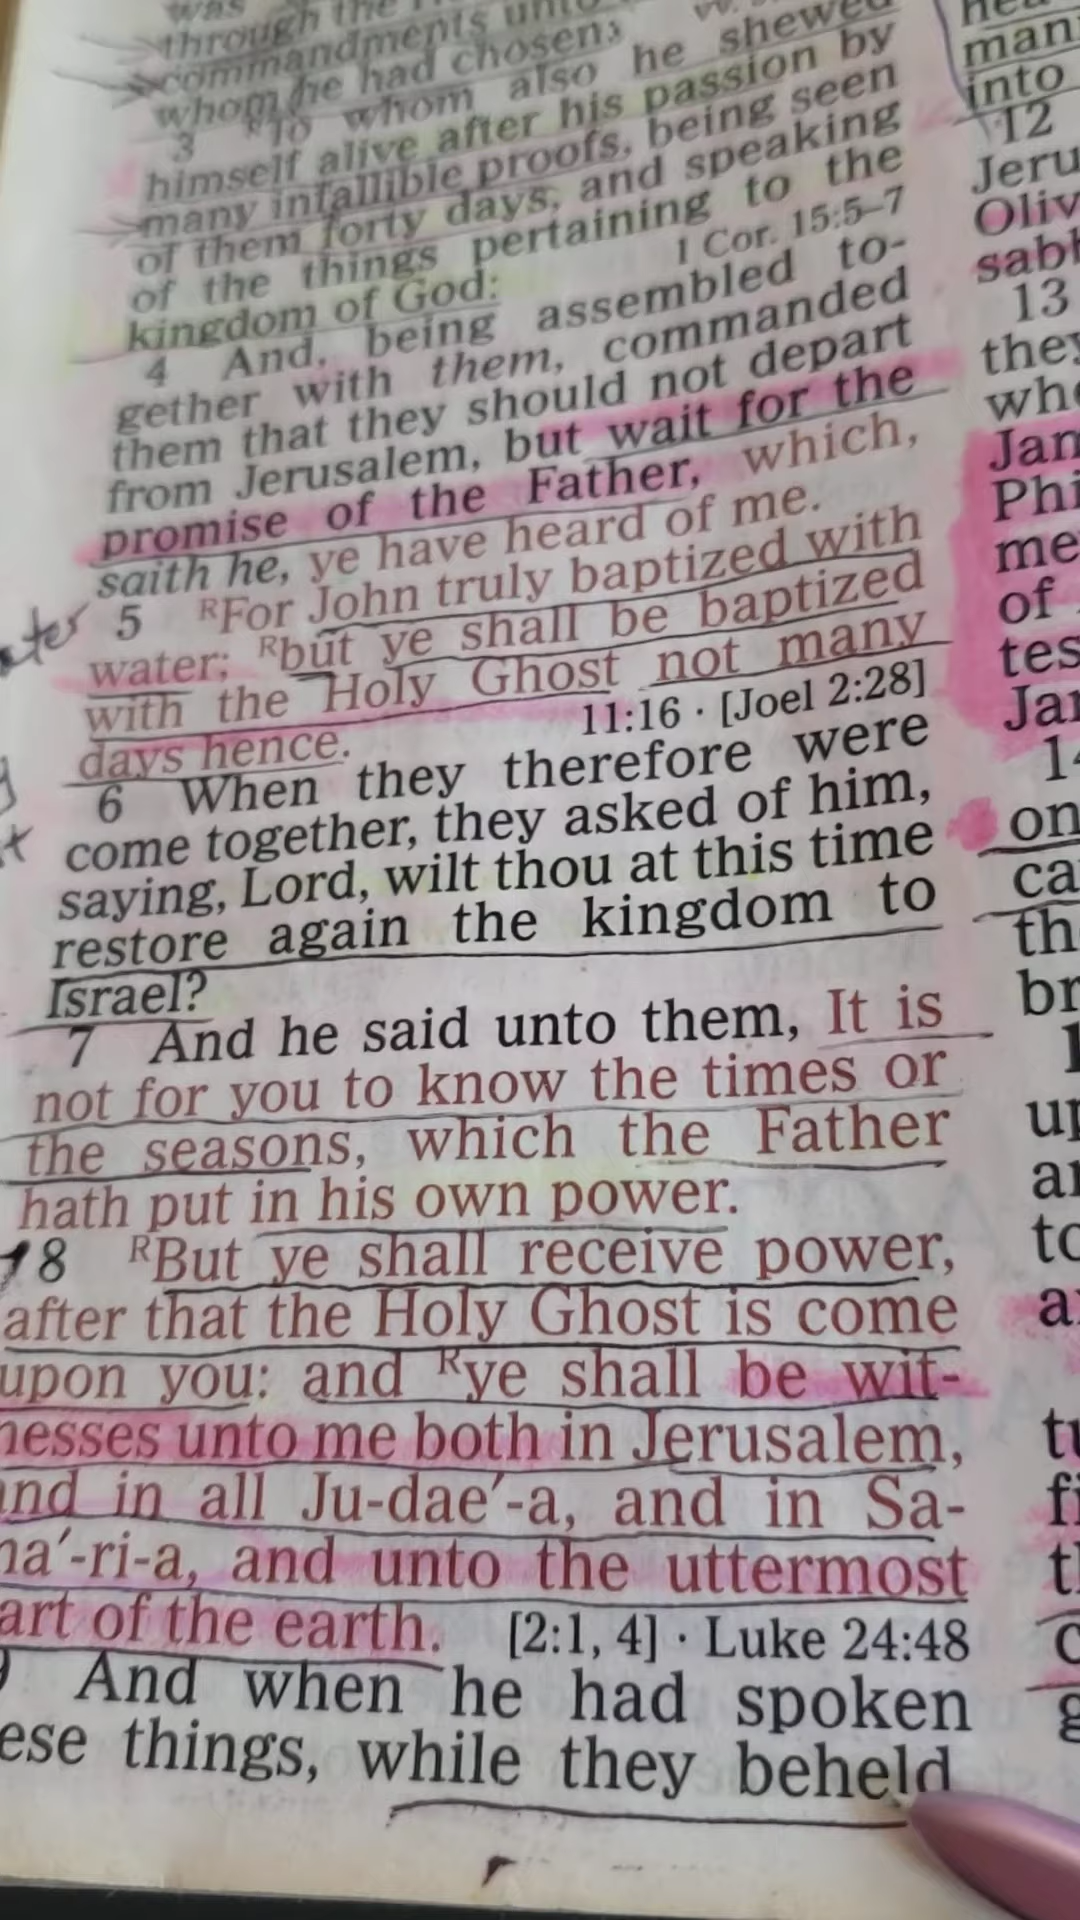 was
through the
commandments unto
whom he had chosen:
3 RTo whom also he shewed
himself alive after his passion by
many infallible proofs, being seen
of them forty days, and speaking
of the things pertaining to the
kingdom of God:
1 Cor. 15:5–7
4 And, being assembled to-
gether with them, commanded
them that they should not depart
from Jerusalem, but wait for the
promise of the Father, which,
saith he, ye have heard of me.
5 RFor John truly baptized with
water; Rbut ye shall be baptized
with the Holy Ghost not many
days hence.
11:16 · [Joel 2:28]
6 When they therefore were
come together, they asked of him,
saying, Lord, wilt thou at this time
restore again the kingdom to
Israel?
7 And he said unto them, It is
not for you to know the times or
the seasons, which the Father
hath put in his own power.
8 RBut ye shall receive power,
after that the Holy Ghost is come
upon you: and Rye shall be wit-
nesses unto me both in Jerusalem,
and in all Ju-dae′-a, and in Sa-
ma′-ri-a, and unto the uttermost
art of the earth. [2:1, 4] · Luke 24:48
And when he had spoken
ese things, while they beheld
man
into
12
Jeru
Oliv
sabb
13
they
who
Jam
Phi
me
of
tes
Jar
14
on
ca
th
br
1
up
an
to
a
tu
fi
t
c
g